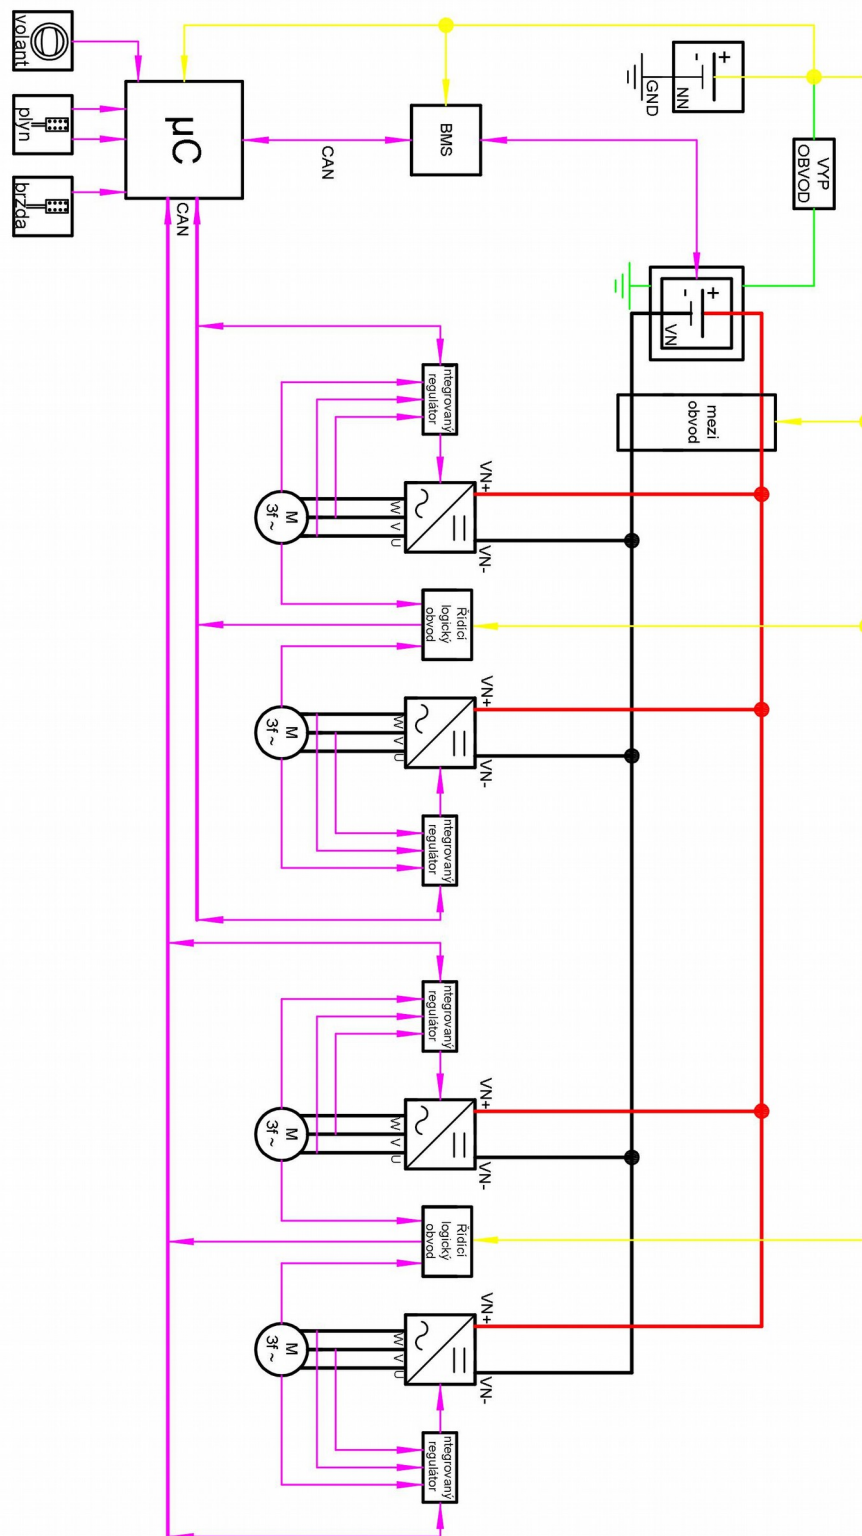 volant
plyn
brzda
µC
CAN
CAN
BMS
+
-
NN
GND
VYP
OBVOD
+
-
VN
mezi
obvod
ntegrovaný
regulátor
VN+
VN-
W
V
U
M
3f ~
Řídící
logický
obvod
VN+
VN-
W
V
U
M
3f ~
ntegrovaný
regulátor
ntegrovaný
regulátor
VN+
VN-
W
V
U
M
3f ~
Řídící
logický
obvod
VN+
VN-
W
V
U
M
3f ~
ntegrovaný
regulátor